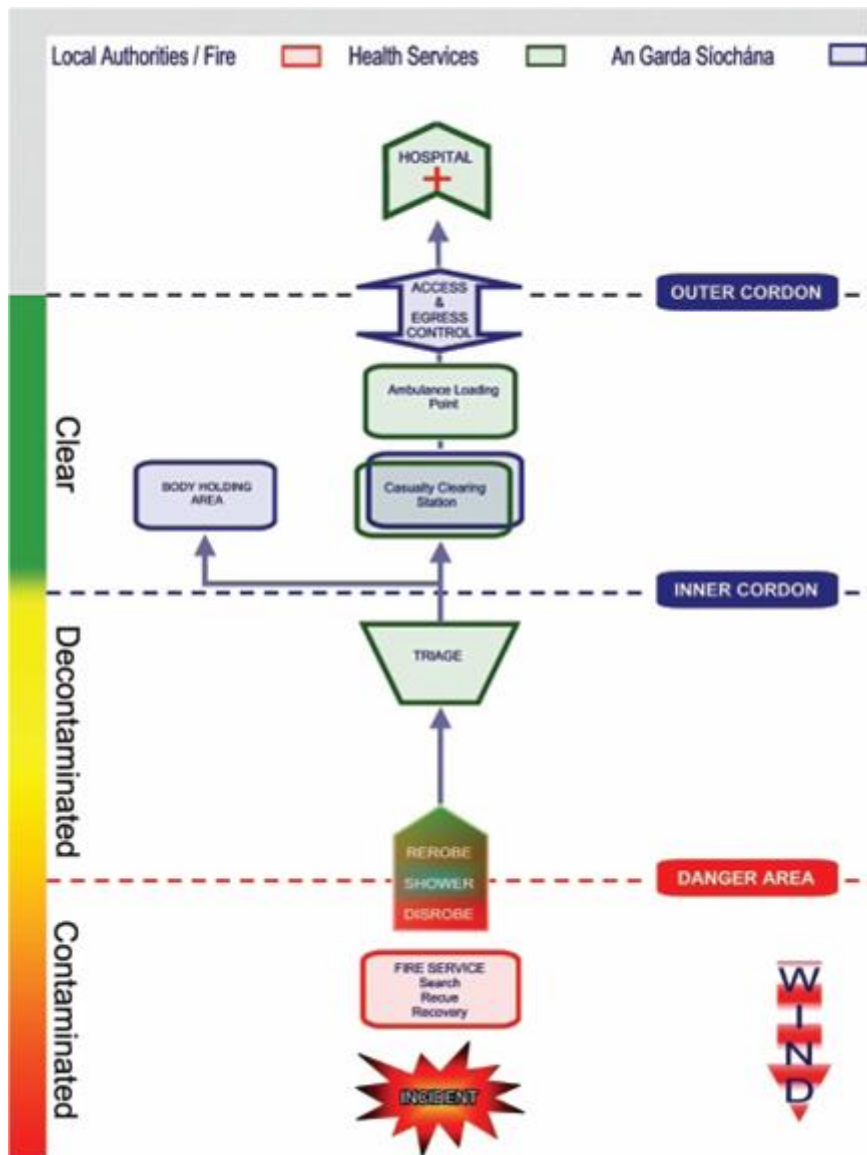 Local Authorities / Fire Health Services An Garda Síochána
HOSPITAL
ACCESS
&
EGRESS
CONTROL
OUTER CORDON
Ambulance Loading
Point
Clear
BODY HOLDING
AREA
Casualty Clearing
Station
INNER CORDON
TRIAGE
Decontaminated
REROBE
SHOWER
DISROBE
DANGER AREA
Contaminated
FIRE SERVICE
Search
Recue
Recovery
INCIDENT
WIND